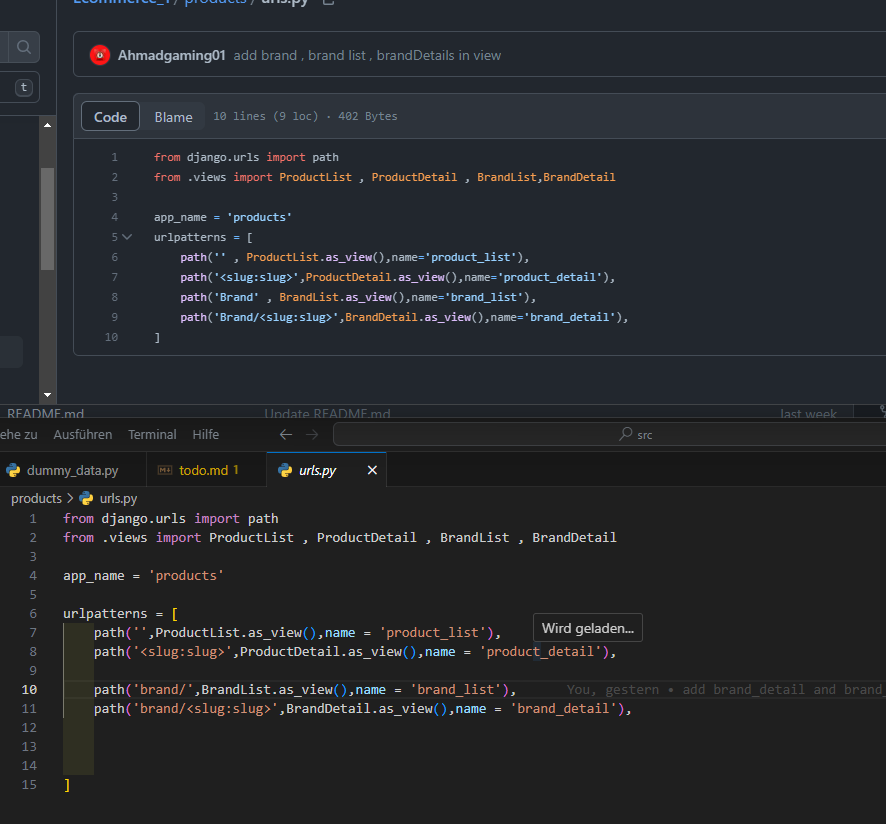 Ecommerce_1 / products / urls.py
t
Ahmadgaming01 add brand , brand list , brandDetails in view
Code Blame 10 lines (9 loc) · 402 Bytes
1 from django.urls import path
2 from .views import ProductList , ProductDetail , BrandList,BrandDetail
3
4 app_name = 'products'
5 urlpatterns = [
6 path('' , ProductList.as_view(),name='product_list'),
7 path('<slug:slug>',ProductDetail.as_view(),name='product_detail'),
8 path('Brand' , BrandList.as_view(),name='brand_list'),
9 path('Brand/<slug:slug>',BrandDetail.as_view(),name='brand_detail'),
10 ]
README.md Update README.md last week
ehe zu Ausführen Terminal Hilfe src
dummy_data.py todo.md 1 urls.py
products > urls.py
1 from django.urls import path
2 from .views import ProductList , ProductDetail , BrandList , BrandDetail
3
4 app_name = 'products'
5
6 urlpatterns = [
7 path('',ProductList.as_view(),name = 'product_list'),
Wird geladen...
8 path('<slug:slug>',ProductDetail.as_view(),name = 'product_detail'),
9
10 path('brand/',BrandList.as_view(),name = 'brand_list'), You, gestern • add brand_detail and brand_
11 path('brand/<slug:slug>',BrandDetail.as_view(),name = 'brand_detail'),
12
13
14
15 ]